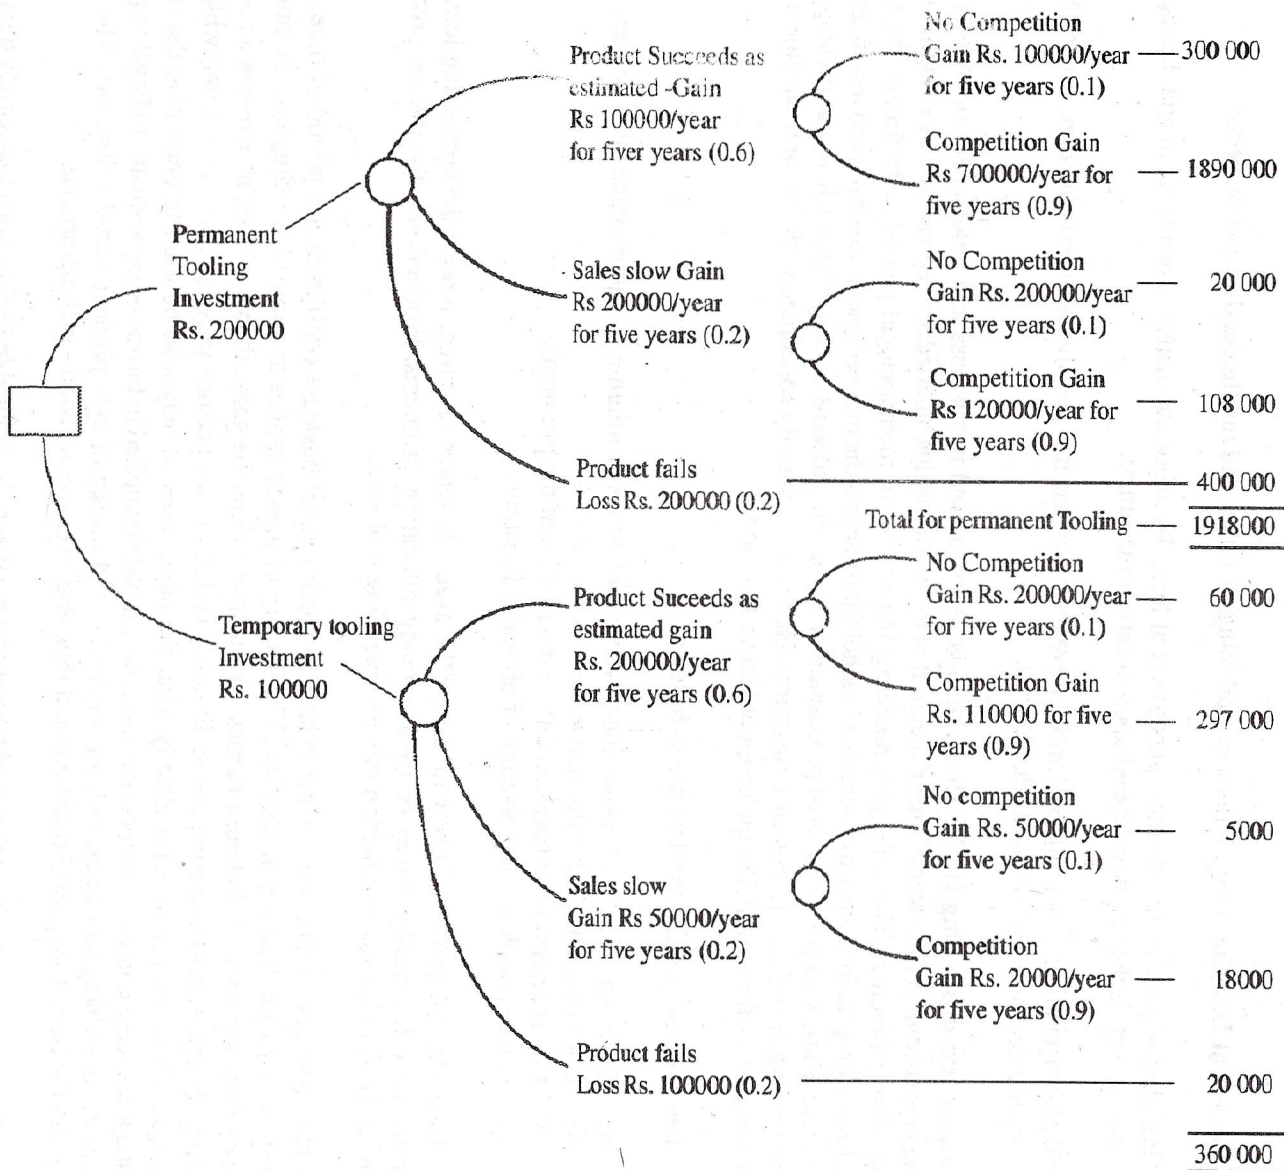 No Competition
Gain Rs. 100000/year
for five years (0.1)
300 000
Product Succeeds as
estimated -Gain
Rs 100000/year
for fiver years (0.6)
Competition Gain
Rs 700000/year for
five years (0.9)
1890 000
Permanent
Tooling
Investment
Rs. 200000
Sales slow Gain
Rs 200000/year
for five years (0.2)
No Competition
Gain Rs. 200000/year
for five years (0.1)
20 000
Competition Gain
Rs 120000/year for
five years (0.9)
108 000
Product fails
Loss Rs. 200000 (0.2)
400 000
Total for permanent Tooling
1918000
Temporary tooling
Investment
Rs. 100000
Product Suceeds as
estimated gain
Rs. 200000/year
for five years (0.6)
No Competition
Gain Rs. 200000/year
for five years (0.1)
60 000
Competition Gain
Rs. 110000 for five
years (0.9)
297 000
Sales slow
Gain Rs 50000/year
for five years (0.2)
No competition
Gain Rs. 50000/year
for five years (0.1)
5000
Competition
Gain Rs. 20000/year
for five years (0.9)
18000
Product fails
Loss Rs. 100000 (0.2)
20 000
360 000